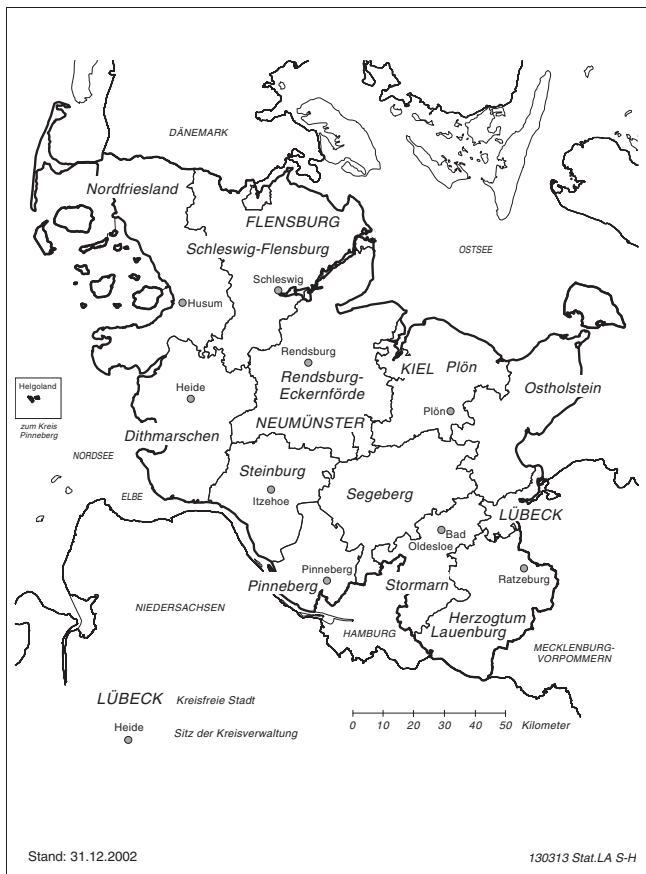 DÄNEMARK
Nordfriesland
FLENSBURG
Schleswig-Flensburg
OSTSEE
Schleswig
Husum
Rendsburg
KIEL
Plön
Rendsburg-
Eckernförde
Ostholstein
Helgoland
Heide
zum Kreis
Pinneberg
Plön
Dithmarschen
NEUMÜNSTER
NORDSEE
Steinburg
ELBE
Itzehoe
Segeberg
LÜBECK
Bad
Oldesloe
Pinneberg
Pinneberg
Stormarn
Ratzeburg
NIEDERSACHSEN
Herzogtum
Lauenburg
HAMBURG
MECKLENBURG-
VORPOMMERN
LÜBECK Kreisfreie Stadt
Heide
Sitz der Kreisverwaltung
0 10 20 30 40 50 Kilometer
Stand: 31.12.2002
130313 Stat.LA S-H